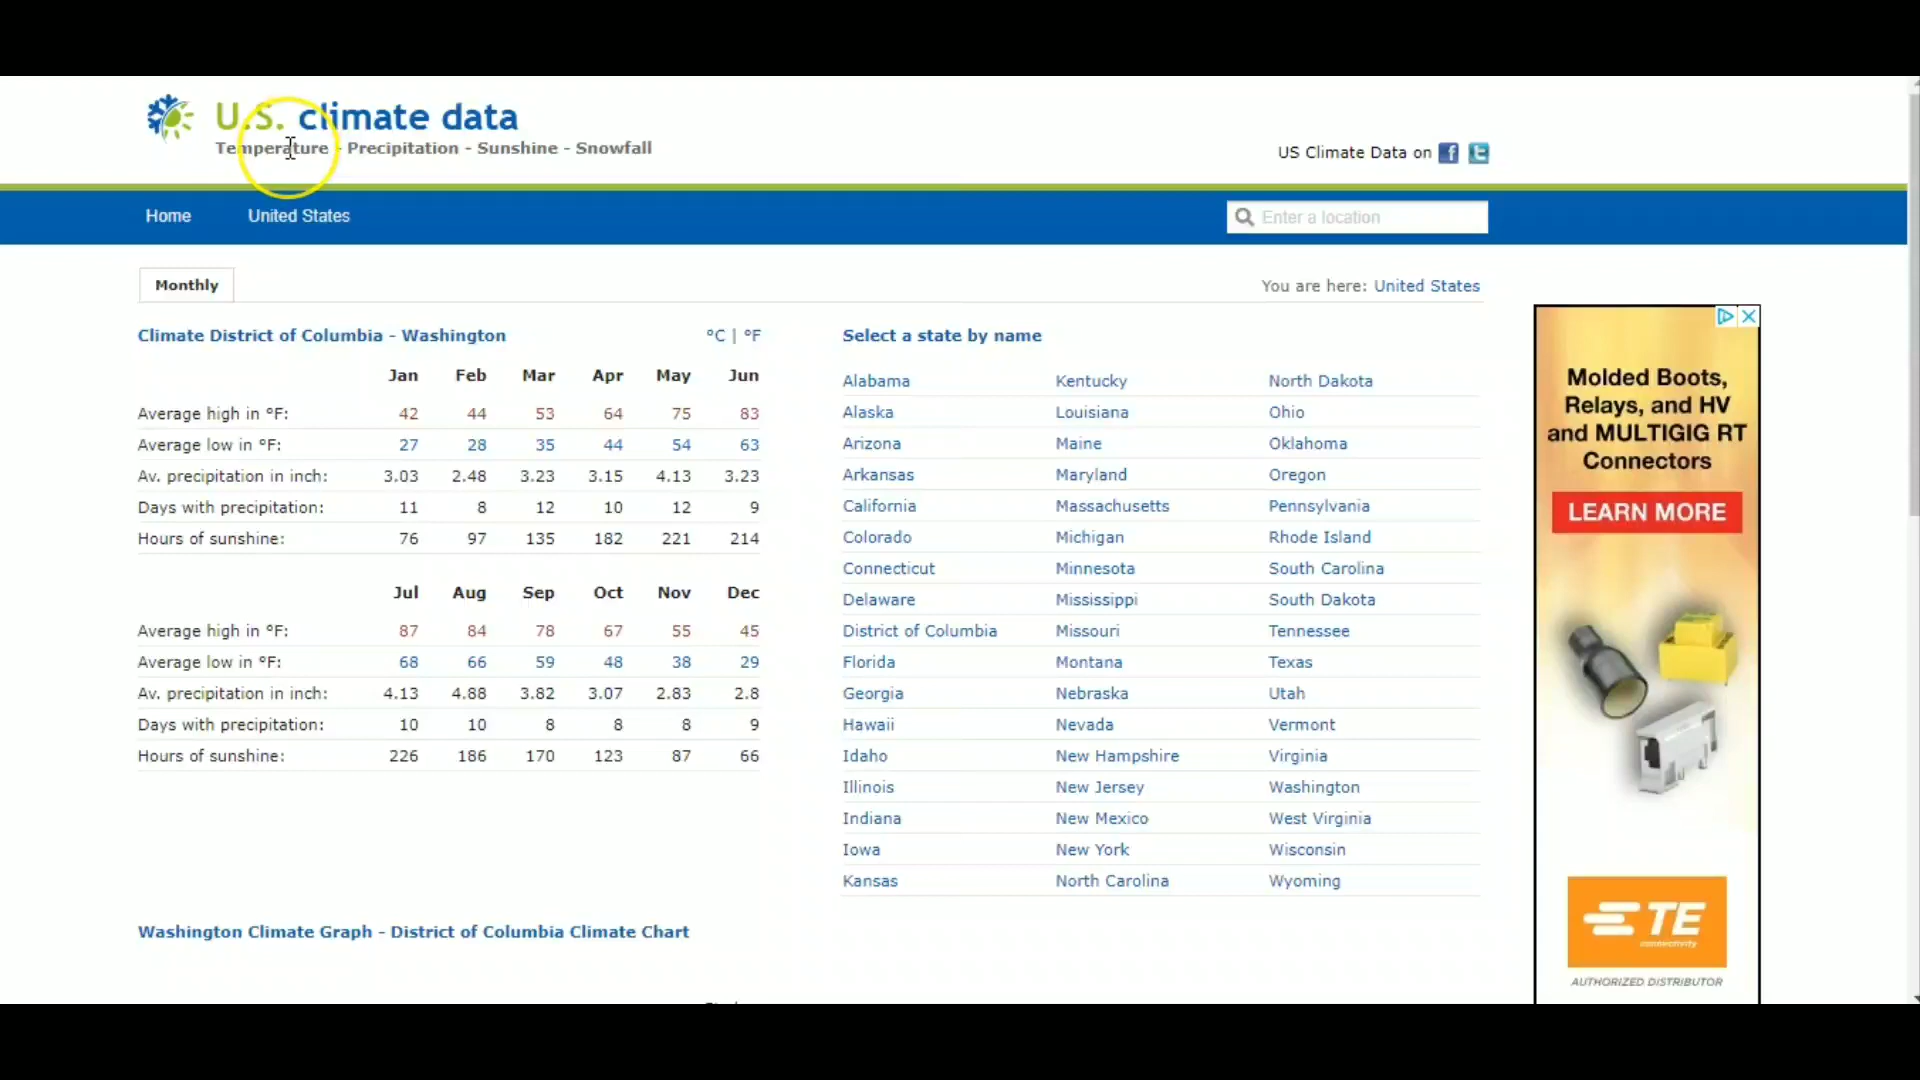 U.S. climate data
Temperature - Precipitation - Sunshine - Snowfall
US Climate Data on
Home United States
Enter a location
Monthly
You are here: United States
Climate District of Columbia - Washington °C | °F
Jan Feb Mar Apr May Jun
Average high in °F: 42 44 53 64 75 83
Average low in °F: 27 28 35 44 54 63
Av. precipitation in inch: 3.03 2.48 3.23 3.15 4.13 3.23
Days with precipitation: 11 8 12 10 12 9
Hours of sunshine: 76 97 135 182 221 214
Jul Aug Sep Oct Nov Dec
Average high in °F: 87 84 78 67 55 45
Average low in °F: 68 66 59 48 38 29
Av. precipitation in inch: 4.13 4.88 3.82 3.07 2.83 2.8
Days with precipitation: 10 10 8 8 8 9
Hours of sunshine: 226 186 170 123 87 66
Washington Climate Graph - District of Columbia Climate Chart
Select a state by name
Alabama Kentucky North Dakota
Alaska Louisiana Ohio
Arizona Maine Oklahoma
Arkansas Maryland Oregon
California Massachusetts Pennsylvania
Colorado Michigan Rhode Island
Connecticut Minnesota South Carolina
Delaware Mississippi South Dakota
District of Columbia Missouri Tennessee
Florida Montana Texas
Georgia Nebraska Utah
Hawaii Nevada Vermont
Idaho New Hampshire Virginia
Illinois New Jersey Washington
Indiana New Mexico West Virginia
Iowa New York Wisconsin
Kansas North Carolina Wyoming
Molded Boots,
Relays, and HV
and MULTIGIG RT
Connectors
LEARN MORE
TE
connectivity
AUTHORIZED DISTRIBUTOR